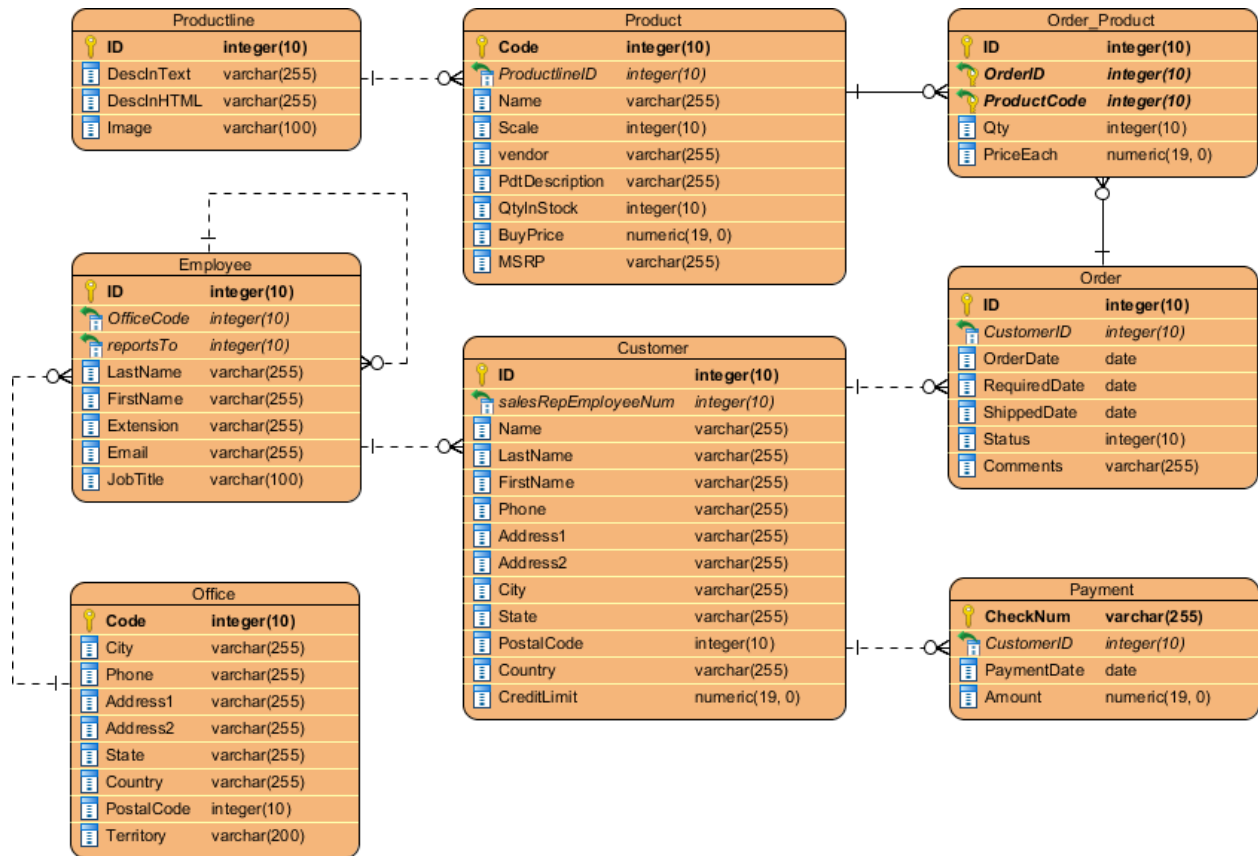 Productline
ID integer(10)
DescInText varchar(255)
DescInHTML varchar(255)
Image varchar(100)
Product
Code integer(10)
ProductlineID integer(10)
Name varchar(255)
Scale integer(10)
vendor varchar(255)
PdtDescription varchar(255)
QtyInStock integer(10)
BuyPrice numeric(19, 0)
MSRP varchar(255)
Order_Product
ID integer(10)
OrderID integer(10)
ProductCode integer(10)
Qty integer(10)
PriceEach numeric(19, 0)
Employee
ID integer(10)
OfficeCode integer(10)
reportsTo integer(10)
LastName varchar(255)
FirstName varchar(255)
Extension varchar(255)
Email varchar(255)
JobTitle varchar(100)
Customer
ID integer(10)
salesRepEmployeeNum integer(10)
Name varchar(255)
LastName varchar(255)
FirstName varchar(255)
Phone varchar(255)
Address1 varchar(255)
Address2 varchar(255)
City varchar(255)
State varchar(255)
PostalCode integer(10)
Country varchar(255)
CreditLimit numeric(19, 0)
Order
ID integer(10)
CustomerID integer(10)
OrderDate date
RequiredDate date
ShippedDate date
Status integer(10)
Comments varchar(255)
Office
Code integer(10)
City varchar(255)
Phone varchar(255)
Address1 varchar(255)
Address2 varchar(255)
State varchar(255)
Country varchar(255)
PostalCode integer(10)
Territory varchar(200)
Payment
CheckNum varchar(255)
CustomerID integer(10)
PaymentDate date
Amount numeric(19, 0)